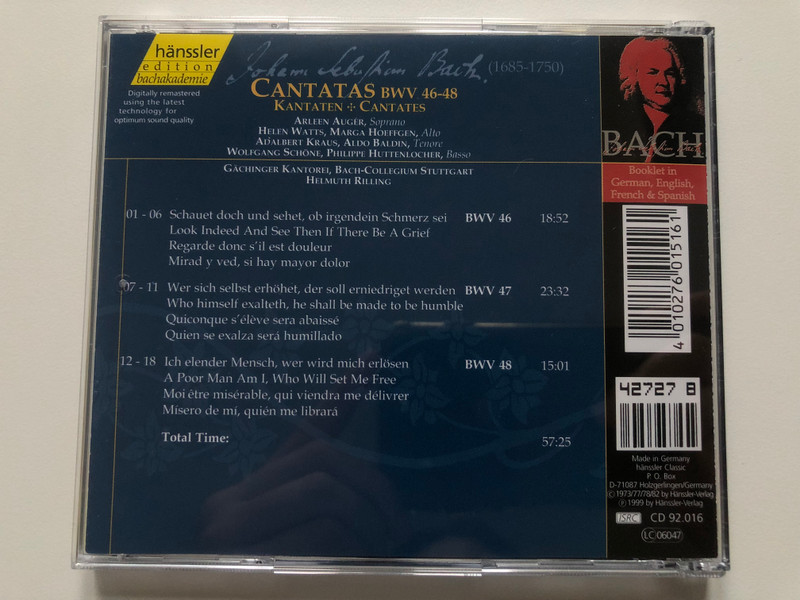 hänssler
edition
bachakademie
Digitally remastered
using the latest
technology for
optimum sound quality
Johann Sebastian Bach. (1685-1750)
CANTATAS BWV 46-48
KANTATEN ✢ CANTATES
ARLEEN AUGÉR, Soprano
HELEN WATTS, MARGA HOEFFGEN, Alto
ADALBERT KRAUS, ALDO BALDIN, Tenore
WOLFGANG SCHÖNE, PHILIPPE HUTTENLOCHER, Basso
GÄCHINGER KANTOREI, BACH-COLLEGIUM STUTTGART
HELMUTH RILLING
01 - 06 Schauet doch und sehet, ob irgendein Schmerz sei BWV 46 18:52
Look Indeed And See Then If There Be A Grief
Regarde donc s'il est douleur
Mirad y ved, si hay mayor dolor
07 - 11 Wer sich selbst erhöhet, der soll erniedriget werden BWV 47 23:32
Who himself exalteth, he shall be made to be humble
Quiconque s'élève sera abaissé
Quien se exalza será humillado
12 - 18 Ich elender Mensch, wer wird mich erlösen BWV 48 15:01
A Poor Man Am I, Who Will Set Me Free
Moi être misérable, qui viendra me délivrer
Mísero de mí, quién me librará
Total Time: 57:25
BACH
Booklet in
German, English,
French & Spanish
4 010276 015161
42727 8
Made in Germany
hänssler Classic
P. O. Box
D-71087 Holzgerlingen/Germany
© 1973/77/78/82 by Hänssler-Verlag
℗ 1999 by Hänssler-Verlag
ISRC CD 92.016
LC 06047